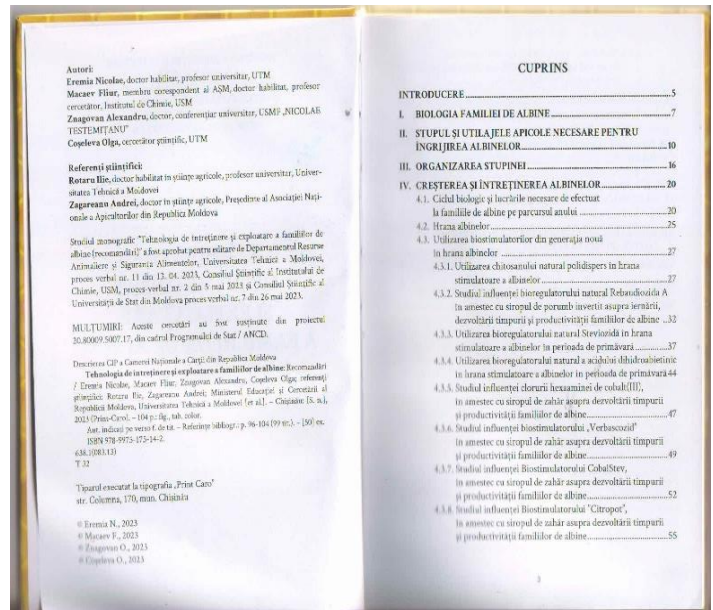 Autori:
Eremia Nicolae, doctor habilitat, profesor universitar, UTM
Macaev Fliur, membru corespondent al AȘM, doctor habilitat, profesor
cercetător, Institutul de Chimie, USM
Znagovan Alexandru, doctor, conferențiar universitar, USMF „NICOLAE
TESTEMIȚANU”
Coșeleva Olga, cercetător științific, UTM
Referenți științifici:
Rotaru Ilie, doctor habilitat în științe agricole, profesor universitar, Univer-
sitatea Tehnică a Moldovei
Zagareanu Andrei, doctor în științe agricole, Președinte al Asociației Nați-
onale a Apicultorilor din Republica Moldova
Studiul monografic "Tehnologia de întreținere și exploatare a familiilor de
albine (recomandări)" a fost aprobat pentru editare de Departamentul Resurse
Animaliere și Siguranța Alimentelor, Universitatea Tehnică a Moldovei,
proces verbal nr. 11 din 13. 04. 2023, Consiliul Științific al Institutului de
Chimie, USM, proces verbal nr. 2 din 5 mai 2023 și Consiliul Științific al
Universității de Stat din Moldova proces verbal nr. 7 din 26 mai 2023.
MULȚUMIRI: Aceste cercetări au fost susținute din proiectul
20.80009.5007.17, din cadrul Programului de Stat / ANCD.
Descrierea CIP a Camerei Naționale a Cărții din Republica Moldova
Tehnologia de întreținere și exploatare a familiilor de albine: Recomandări
/ Eremia Nicolae, Macaev Fliur, Znagovan Alexandru, Coșeleva Olga; referenți
științifici: Rotaru Ilie, Zagareanu Andrei; Ministerul Educației și Cercetării al
Republicii Moldova, Universitatea Tehnică a Moldovei [et al.]. – Chișinău: [S. n.],
2023 (Print-Caro). – 104 p.: fig., tab. color.
Aut. indicați pe verso f. de tit. – Referințe bibliogr.: p. 96-104 (99 tit.). – [50] ex.
ISBN 978-9975-175-14-2.
638.1(083.13)
T 32
Tiparul executat la tipografia „Print Caro”
str. Columna, 170, mun. Chișinău
© Eremia N., 2023
© Macaev F., 2023
© Znagovan O., 2023
© Coșeleva O., 2023
CUPRINS
INTRODUCERE ...5
I. BIOLOGIA FAMILIEI DE ALBINE ...7
II. STUPUL ȘI UTILAJELE APICOLE NECESARE PENTRU
ÎNGRIJIREA ALBINELOR ...10
III. ORGANIZAREA STUPINEI ...16
IV. CREȘTEREA ȘI ÎNTREȚINEREA ALBINELOR ...20
4.1. Ciclul biologic și lucrările necesare de efectuat
la familiile de albine pe parcursul anului ...20
4.2. Hrana albinelor ...25
4.3. Utilizarea biostimulatorilor din generația nouă
în hrana albinelor ...27
4.3.1. Utilizarea chitosanului natural polidispers în hrana
stimulatoare a albinelor ...27
4.3.2. Studiul influenței bioregulatorului natural Rebaudiozida A
în amestec cu siropul de porumb invertit asupra iernării,
dezvoltării timpurii și productivității familiilor de albine ..32
4.3.3. Utilizarea bioregulatorului natural Steviozidă în hrana
stimulatoare a albinelor în perioada de primăvară ...37
4.3.4. Utilizarea bioregulatorului natural a acidului dihidroabietinic
în hrana stimulatoare a albinelor în perioada de primăvară 44
4.3.5. Studiul influenței clorurii hexaaminei de cobalt(III),
în amestec cu siropul de zahăr asupra dezvoltării timpurii
și productivității familiilor de albine ...47
4.3.6. Studiul influenței biostimulatorului „Verbascozid”
în amestec cu siropul de zahăr asupra dezvoltării timpurii
și productivității familiilor de albine ...49
4.3.7. Studiul influenței Biostimulatorului CobalStev,
în amestec cu siropul de zahăr asupra dezvoltării timpurii
și productivității familiilor de albine ...52
4.3.8. Studiul influenței Biostimulatorului "Citropot",
în amestec cu siropul de zahăr asupra dezvoltării timpurii
și productivității familiilor de albine ...55
3